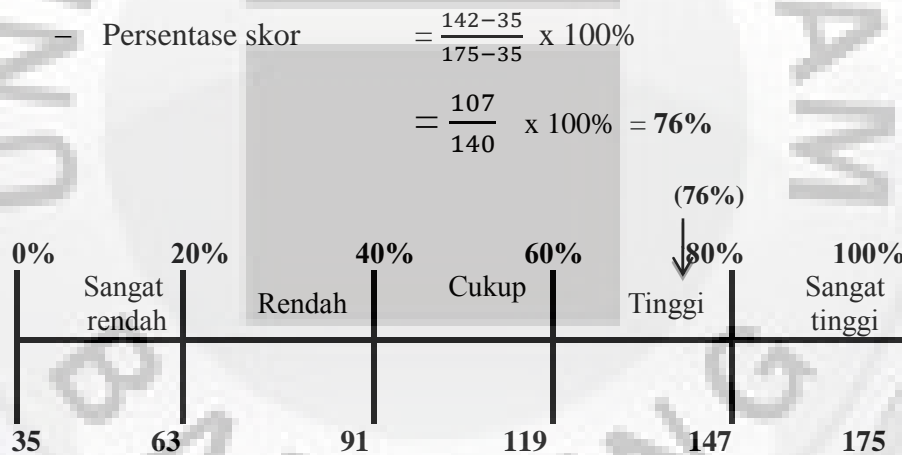 – Persentase skor = 142−35 / 175−35 x 100%
= 107 / 140 x 100% = 76%
(76%)
0% 20% 40% 60% 80% 100%
Sangat rendah Rendah Cukup Tinggi Sangat tinggi
35 63 91 119 147 175